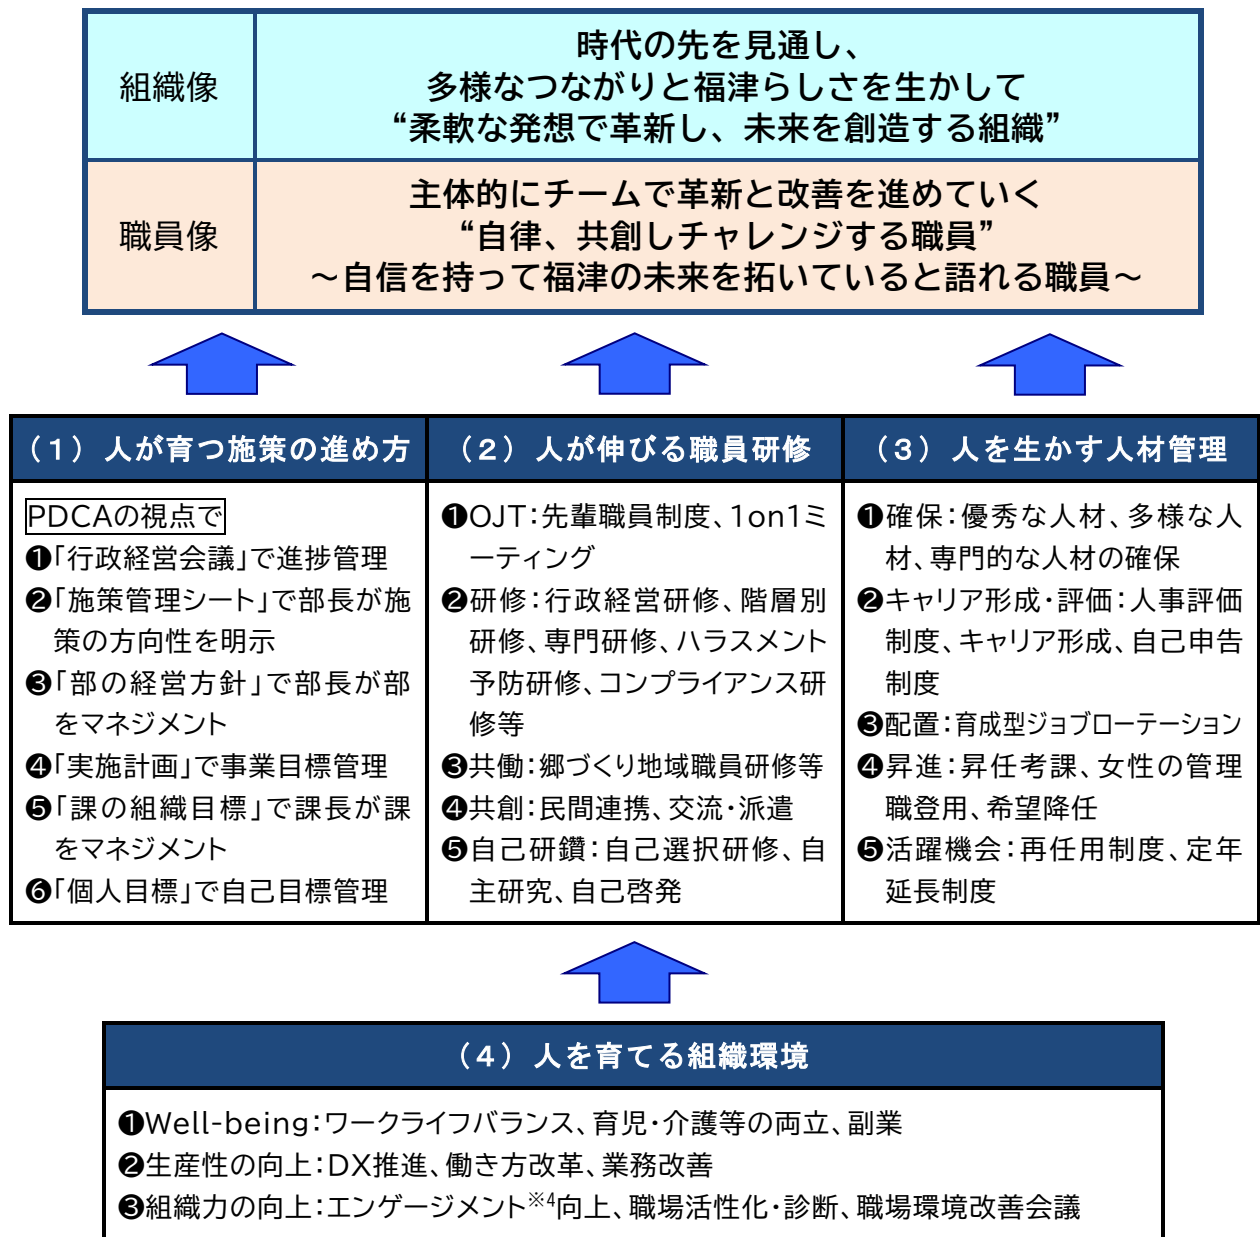 組織像
時代の先を見通し、
多様なつながりと福津らしさを生かして
“柔軟な発想で革新し、未来を創造する組織”
職員像
主体的にチームで革新と改善を進めていく
“自律、共創しチャレンジする職員”
～自信を持って福津の未来を拓いていると語れる職員～
（１）人が育つ施策の進め方
PDCAの視点で
❶「行政経営会議」で進捗管理
❷「施策管理シート」で部長が施
策の方向性を明示
❸「部の経営方針」で部長が部
をマネジメント
❹「実施計画」で事業目標管理
❺「課の組織目標」で課長が課
をマネジメント
❻「個人目標」で自己目標管理
（２）人が伸びる職員研修
❶OJT：先輩職員制度、1on1ミ
ーティング
❷研修：行政経営研修、階層別
研修、専門研修、ハラスメント
予防研修、コンプライアンス研
修等
❸共働：郷づくり地域職員研修等
❹共創：民間連携、交流・派遣
❺自己研鑽：自己選択研修、自
主研究、自己啓発
（３）人を生かす人材管理
❶確保：優秀な人材、多様な人
材、専門的な人材の確保
❷キャリア形成・評価：人事評価
制度、キャリア形成、自己申告
制度
❸配置：育成型ジョブローテーション
❹昇進：昇任考課、女性の管理
職登用、希望降任
❺活躍機会：再任用制度、定年
延長制度
（４）人を育てる組織環境
❶Well-being：ワークライフバランス、育児・介護等の両立、副業
❷生産性の向上：DX推進、働き方改革、業務改善
❸組織力の向上：エンゲージメント※4向上、職場活性化・診断、職場環境改善会議